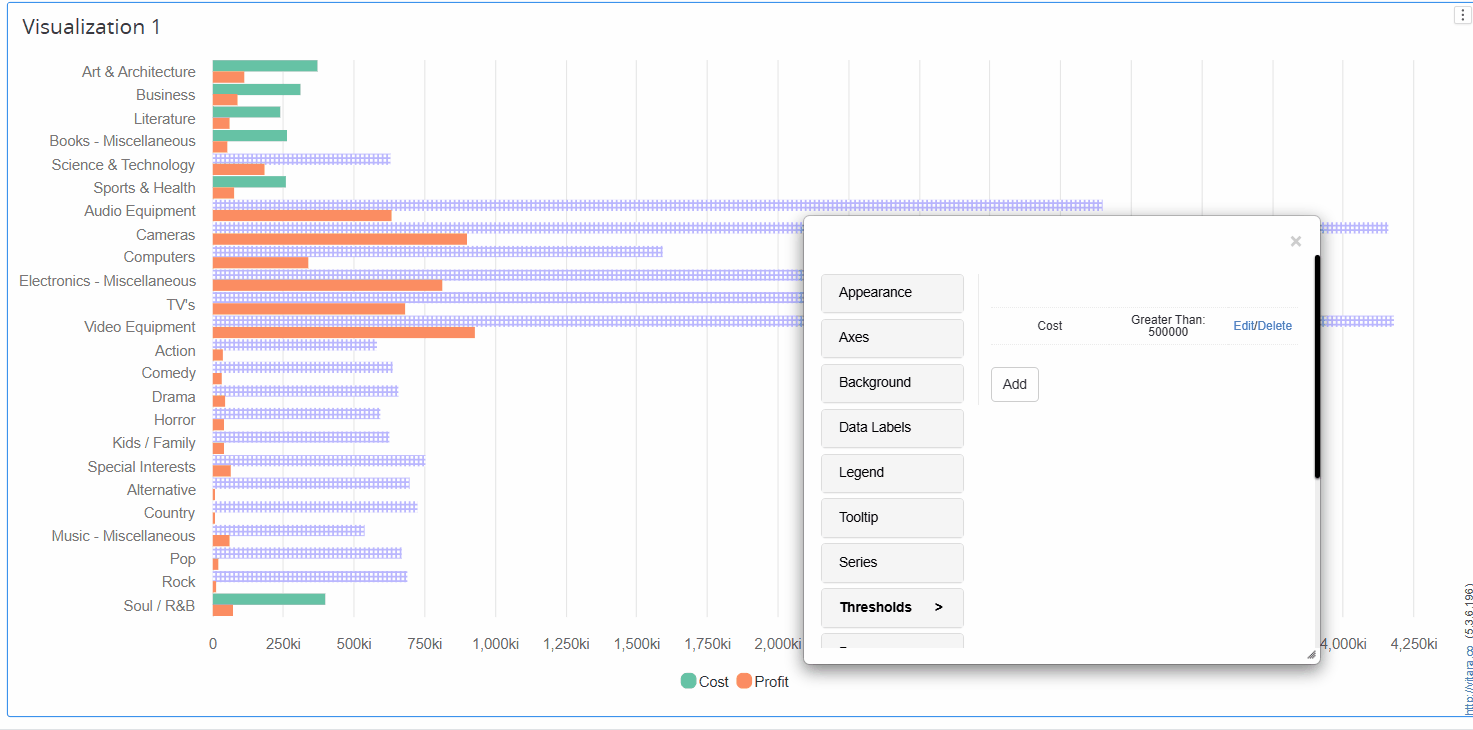 Visualization 1
Art & Architecture
Business
Literature
Books - Miscellaneous
Science & Technology
Sports & Health
Audio Equipment
Cameras
Computers
Electronics - Miscellaneous
TV's
Video Equipment
Action
Comedy
Drama
Horror
Kids / Family
Special Interests
Alternative
Country
Music - Miscellaneous
Pop
Rock
Soul / R&B
0 250ki 500ki 750ki 1,000ki 1,250ki 1,500ki 1,750ki 2,000ki 4,000ki 4,250ki
Cost Profit
×
Appearance
Axes
Background
Data Labels
Legend
Tooltip
Series
Thresholds >
Cost Greater Than: 
500000 Edit/Delete
Add
http://vitara.co (5.3.6.196)